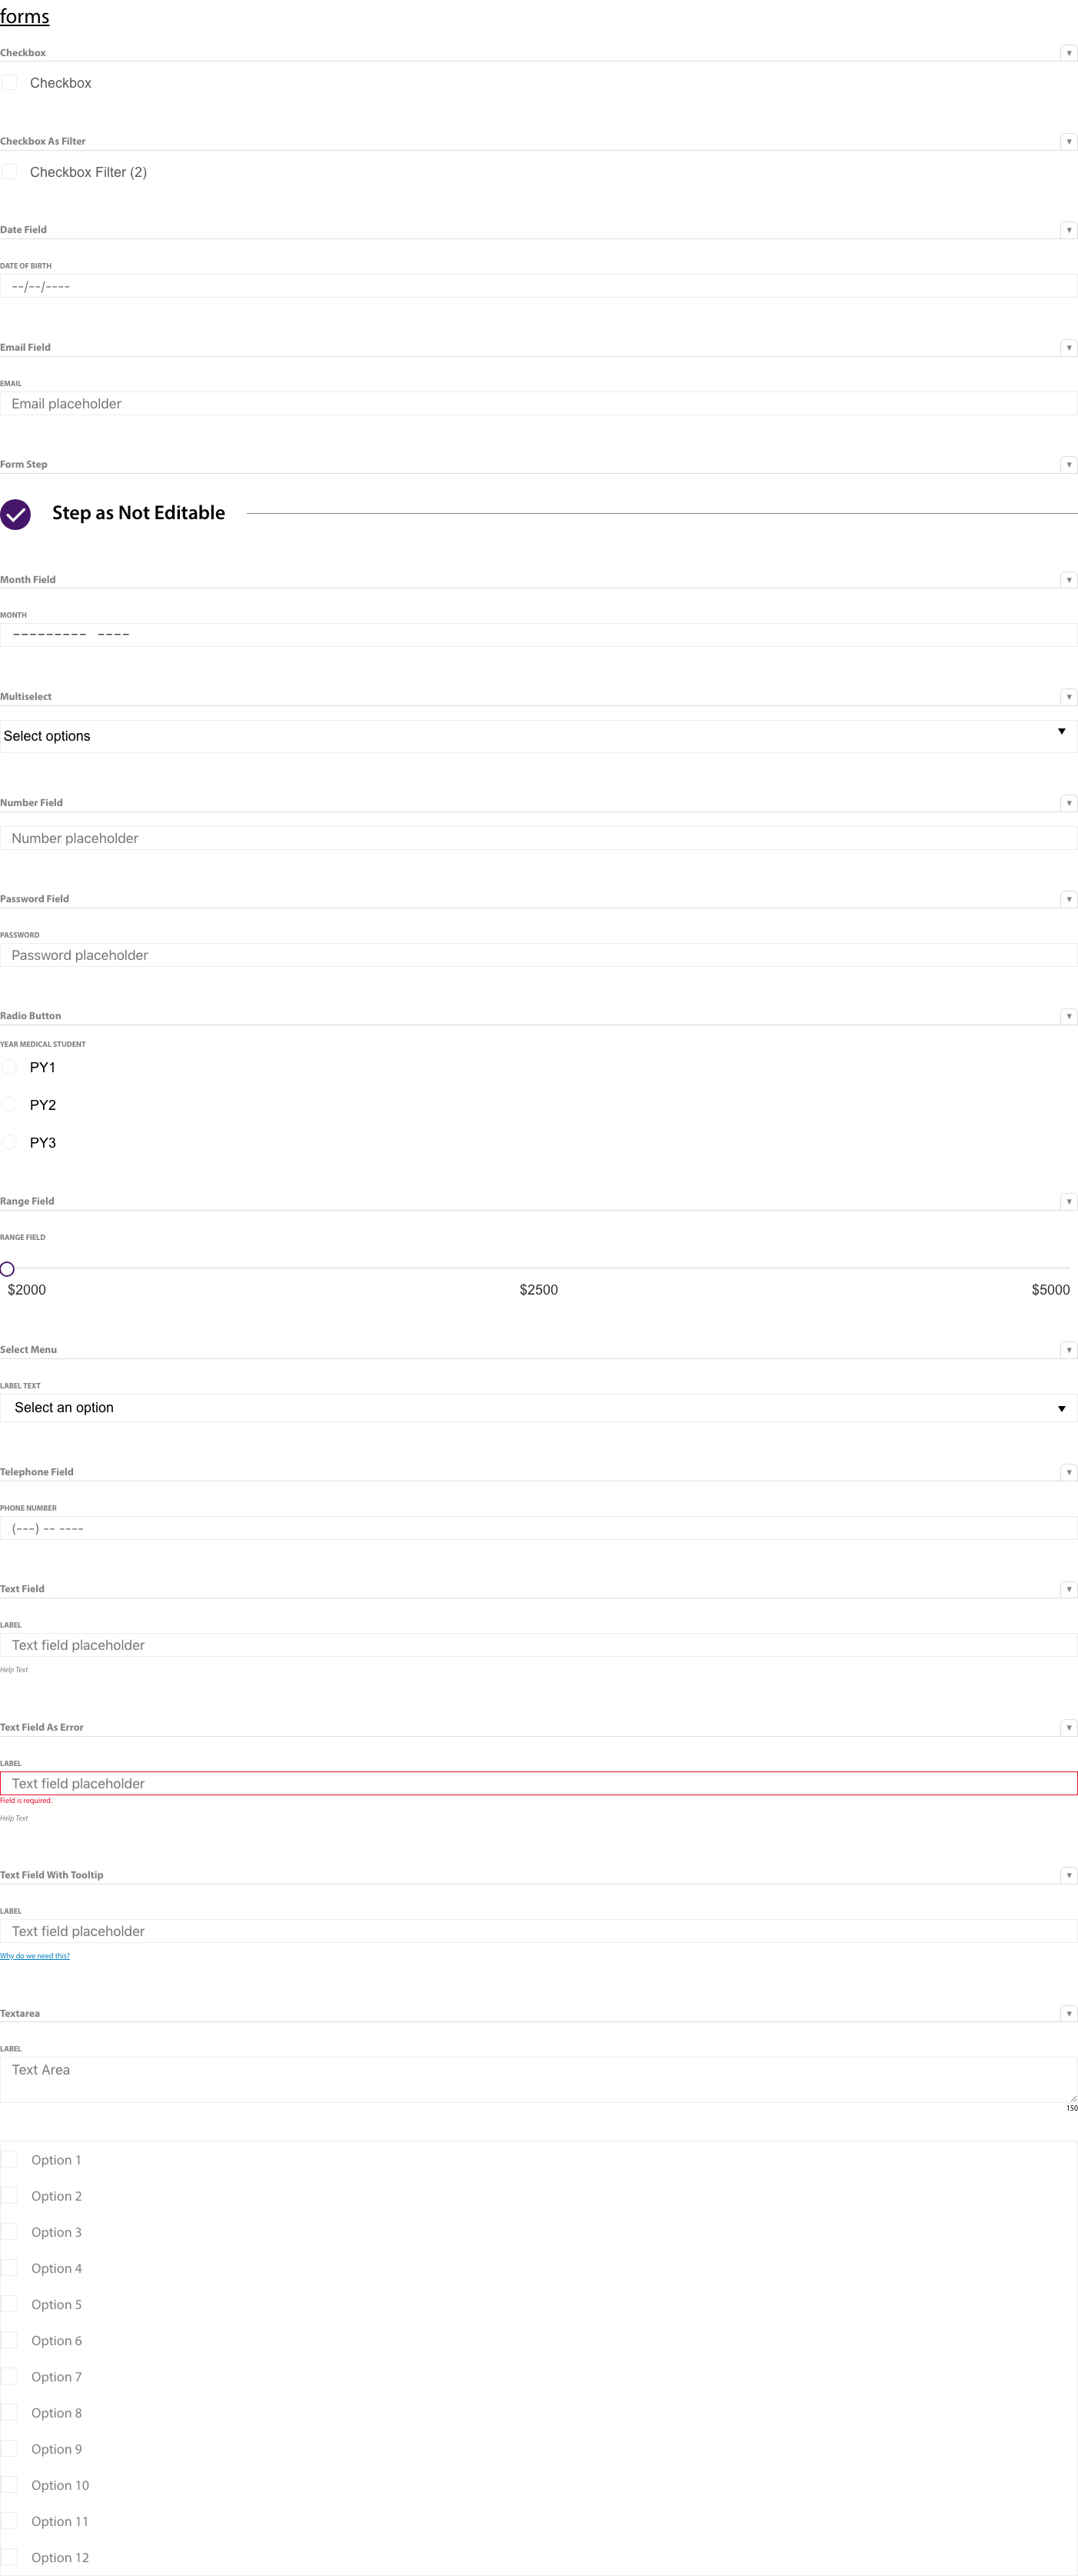 forms
Checkbox
Checkbox
Checkbox As Filter
Checkbox Filter (2)
Date Field
DATE OF BIRTH
--/--/----
Email Field
EMAIL
Email placeholder
Form Step
Step as Not Editable
Month Field
MONTH
--------- ----
Multiselect
Select options
Number Field
Number placeholder
Password Field
PASSWORD
Password placeholder
Radio Button
YEAR MEDICAL STUDENT
PY1
PY2
PY3
Range Field
RANGE FIELD
$2000 $2500 $5000
Select Menu
LABEL TEXT
Select an option
Telephone Field
PHONE NUMBER
(---) -- ----
Text Field
LABEL
Text field placeholder
Help Text
Text Field As Error
LABEL
Text field placeholder
Field is required.
Help Text
Text Field With Tooltip
LABEL
Text field placeholder
Why do we need this?
Textarea
LABEL
Text Area
150
Option 1
Option 2
Option 3
Option 4
Option 5
Option 6
Option 7
Option 8
Option 9
Option 10
Option 11
Option 12